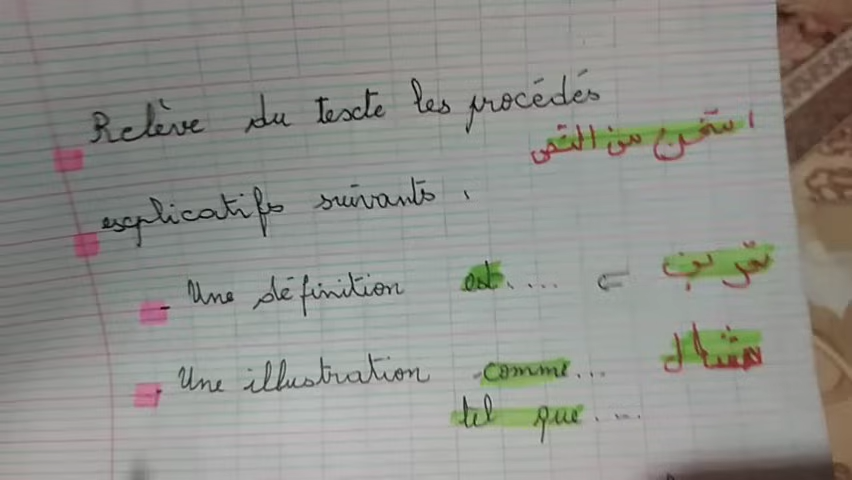 Relève du texte les procédés
استخرج من النص
explicatifs suivants.
- Une définition est.... ⊂ تعريف
- Une illustration comme... مثال
tel que....